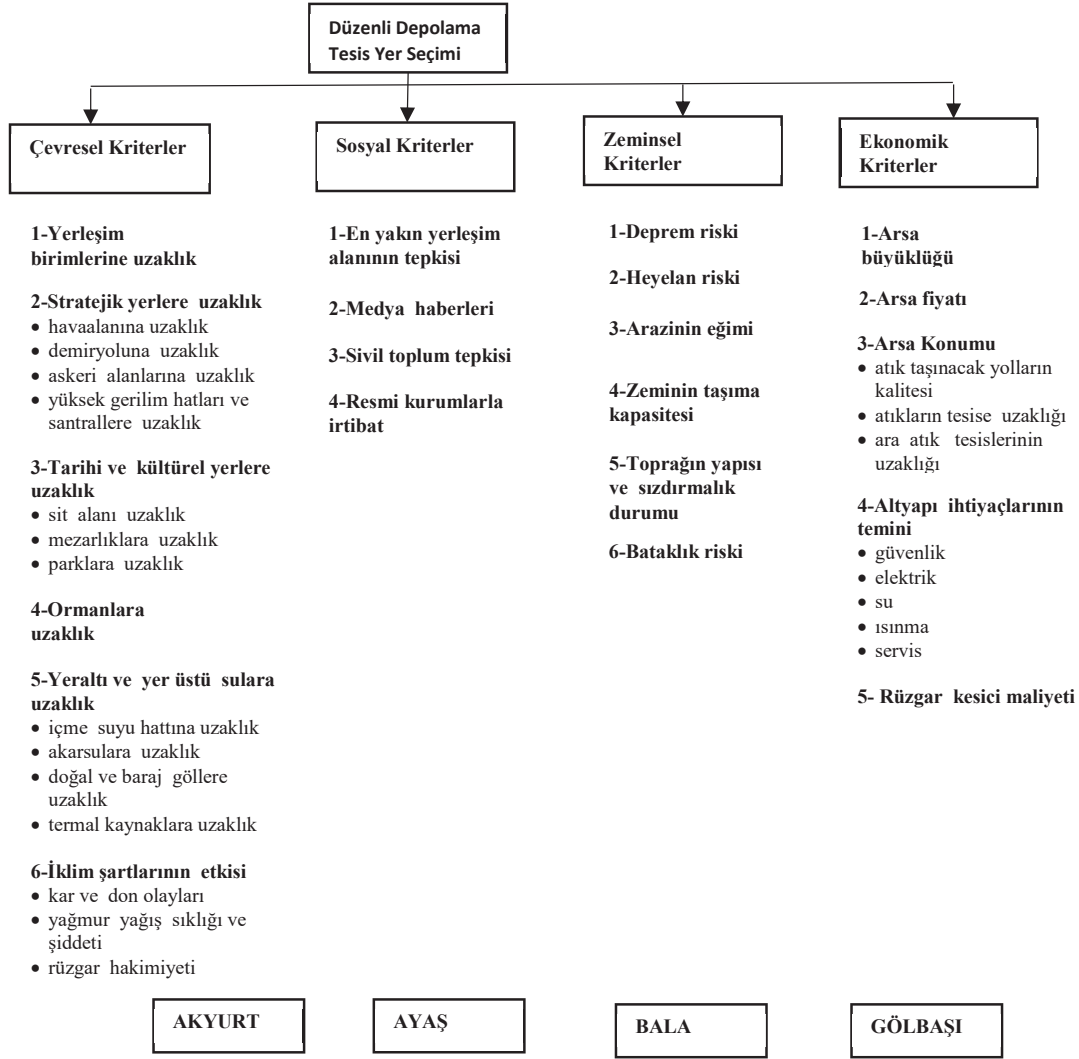 Düzenli Depolama
Tesis Yer Seçimi
Çevresel Kriterler
Sosyal Kriterler
Zeminsel
Kriterler
Ekonomik
Kriterler
1-Yerleşim
birimlerine uzaklık
2-Stratejik yerlere uzaklık
• havaalanına uzaklık
• demiryoluna uzaklık
• askeri alanlarına uzaklık
• yüksek gerilim hatları ve
santrallere uzaklık
3-Tarihi ve kültürel yerlere
uzaklık
• sit alanı uzaklık
• mezarlıklara uzaklık
• parklara uzaklık
4-Ormanlara
uzaklık
5-Yeraltı ve yer üstü sulara
uzaklık
• içme suyu hattına uzaklık
• akarsulara uzaklık
• doğal ve baraj göllere
uzaklık
• termal kaynaklara uzaklık
6-İklim şartlarının etkisi
• kar ve don olayları
• yağmur yağış sıklığı ve
şiddeti
• rüzgar hakimiyeti
1-En yakın yerleşim
alanının tepkisi
2-Medya haberleri
3-Sivil toplum tepkisi
4-Resmi kurumlarla
irtibat
1-Deprem riski
2-Heyelan riski
3-Arazinin eğimi
4-Zeminin taşıma
kapasitesi
5-Toprağın yapısı
ve sızdırmalık
durumu
6-Bataklık riski
1-Arsa
büyüklüğü
2-Arsa fiyatı
3-Arsa Konumu
• atık taşınacak yolların
kalitesi
• atıkların tesise uzaklığı
• ara atık tesislerinin
uzaklığı
4-Altyapı ihtiyaçlarının
temini
• güvenlik
• elektrik
• su
• ısınma
• servis
5- Rüzgar kesici maliyeti
AKYURT
AYAŞ
BALA
GÖLBAŞI